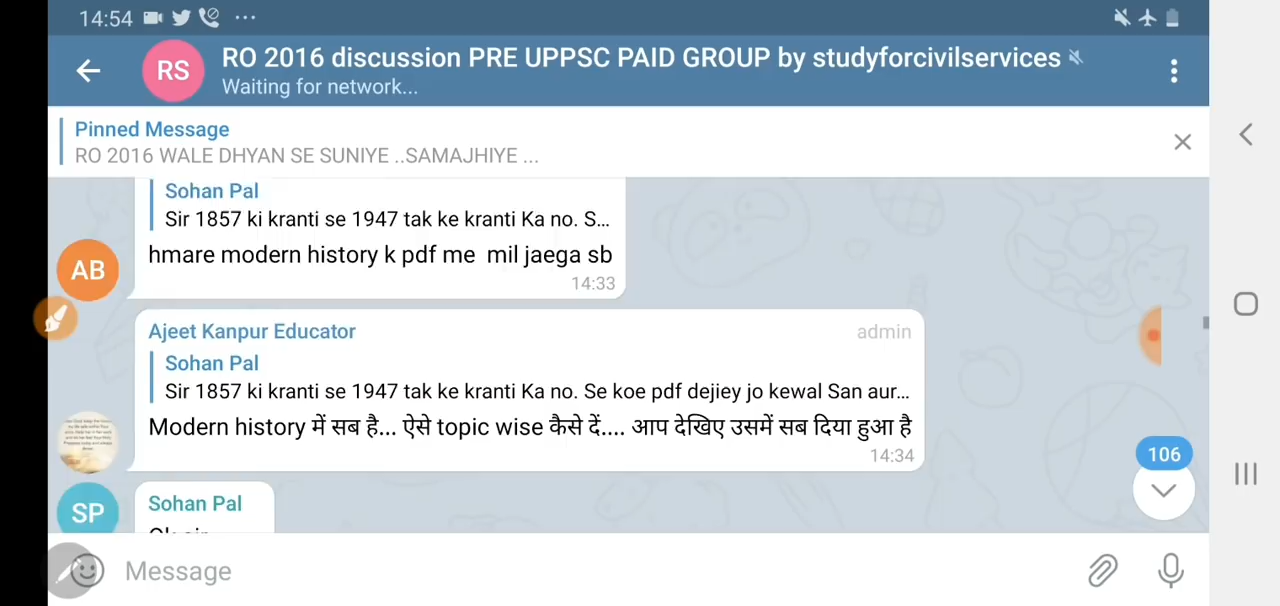 14:54
RS
RO 2016 discussion PRE UPPSC PAID GROUP by studyforcivilservices
Waiting for network...
Pinned Message
RO 2016 WALE DHYAN SE SUNIYE ..SAMAJHIYE ...
Sohan Pal
Sir 1857 ki kranti se 1947 tak ke kranti Ka no. S...
AB
hmare modern history k pdf me mil jaega sb
14:33
Ajeet Kanpur Educator
admin
Sohan Pal
Sir 1857 ki kranti se 1947 tak ke kranti Ka no. Se koe pdf dejiey jo kewal San aur...
Modern history में सब है... ऐसे topic wise कैसे दें.... आप देखिए उसमें सब दिया हुआ है
14:34
106
SP
Sohan Pal
Ok sir
Message